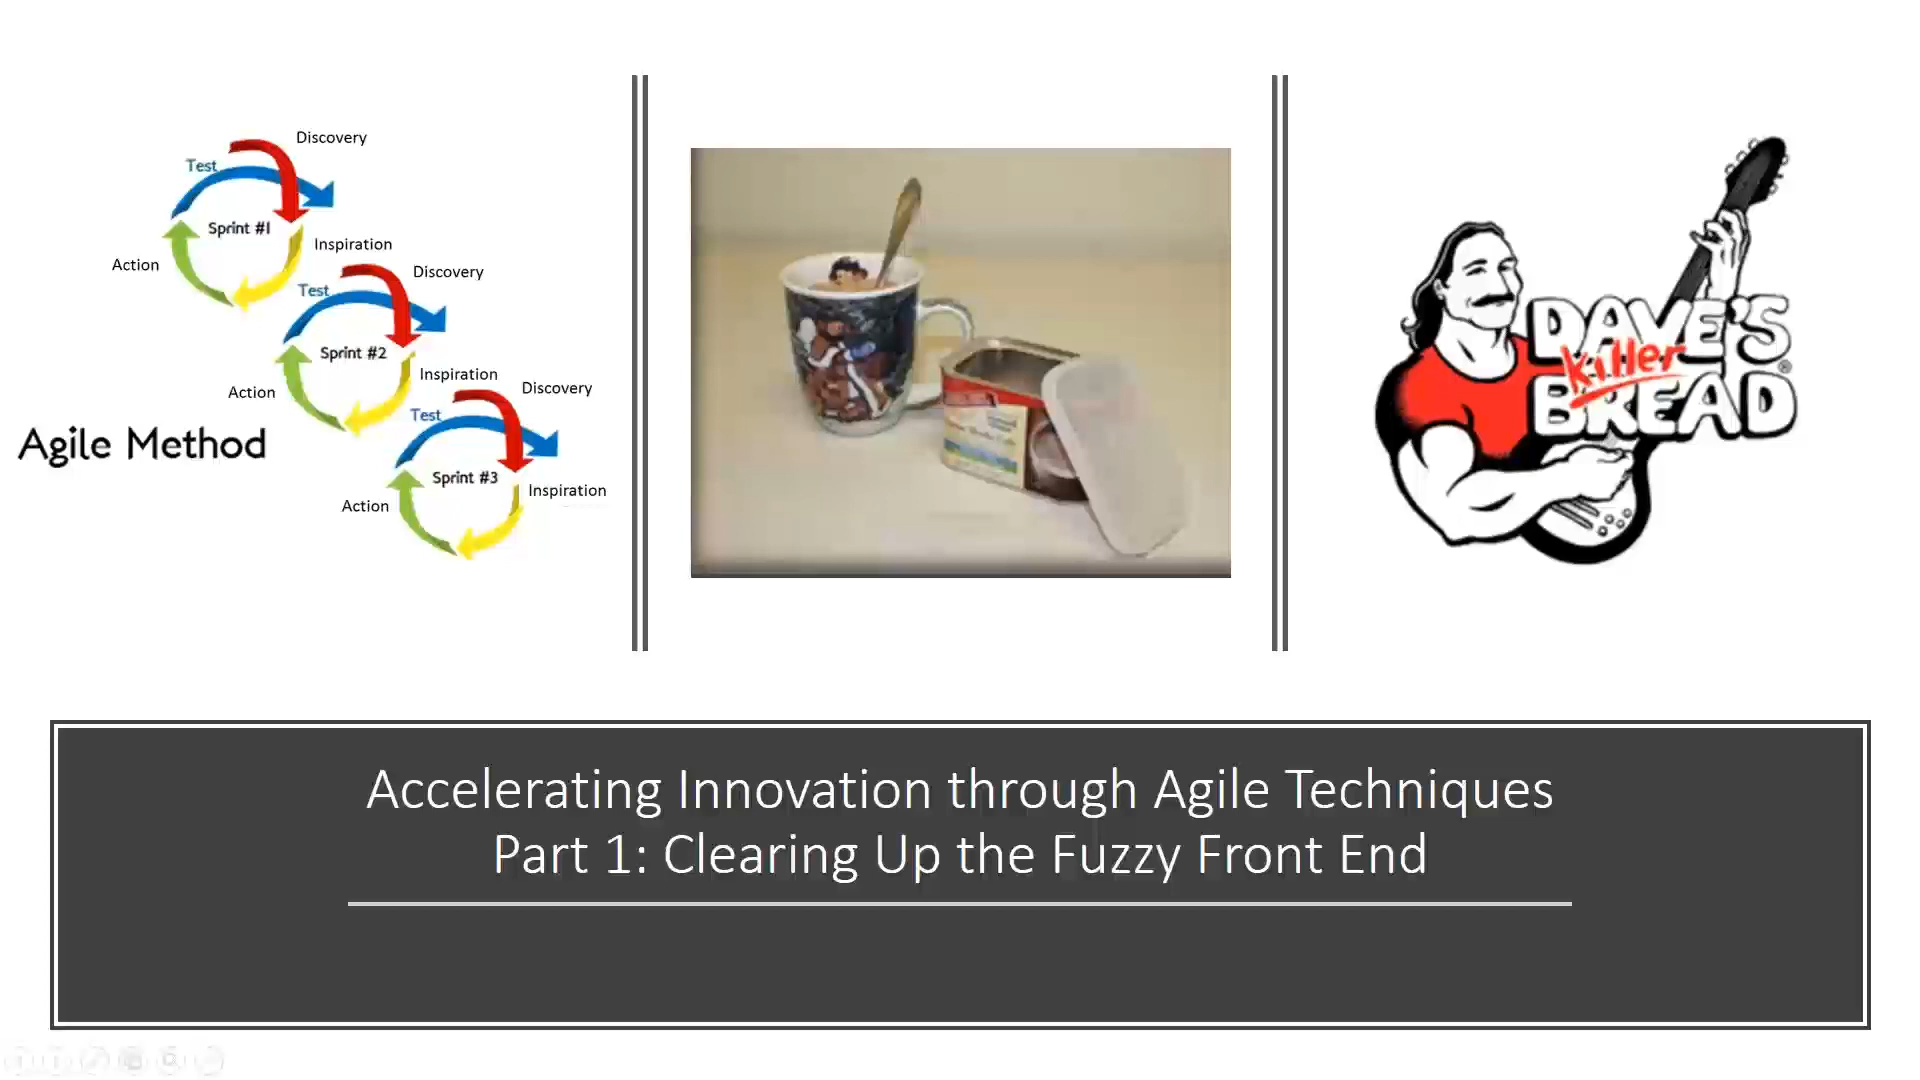 Discovery
Test
Sprint #1
Inspiration
Action
Discovery
Test
Sprint #2
Inspiration
Action
Discovery
Test
Sprint #3
Inspiration
Action
Agile Method
DAVE'S
Killer
BREAD®
Accelerating Innovation through Agile Techniques
Part 1: Clearing Up the Fuzzy Front End